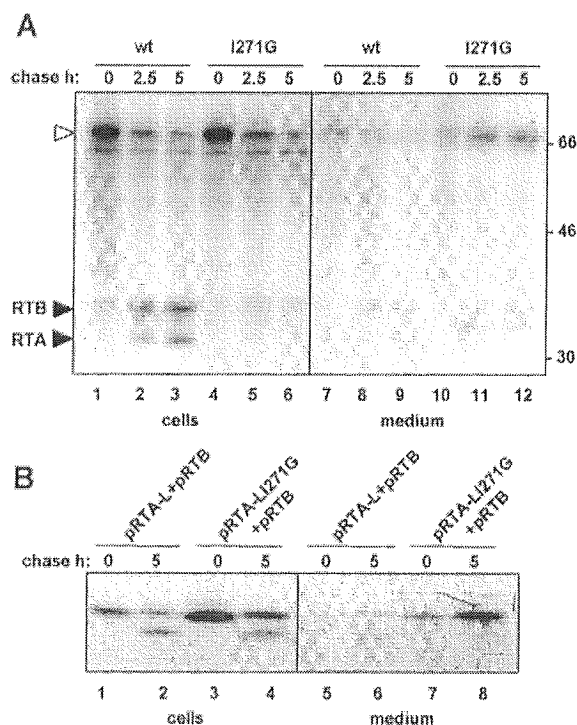 A
wt I271G wt I271G
chase h: 0 2.5 5 0 2.5 5 0 2.5 5 0 2.5 5
66
46
RTB
RTA
30
1 2 3 4 5 6 7 8 9 10 11 12
cells medium
B
pRTA-L+pRTB pRTA-LI271G +pRTB pRTA-L+pRTB pRTA-LI271G +pRTB
chase h: 0 5 0 5 0 5 0 5
1 2 3 4 5 6 7 8
cells medium